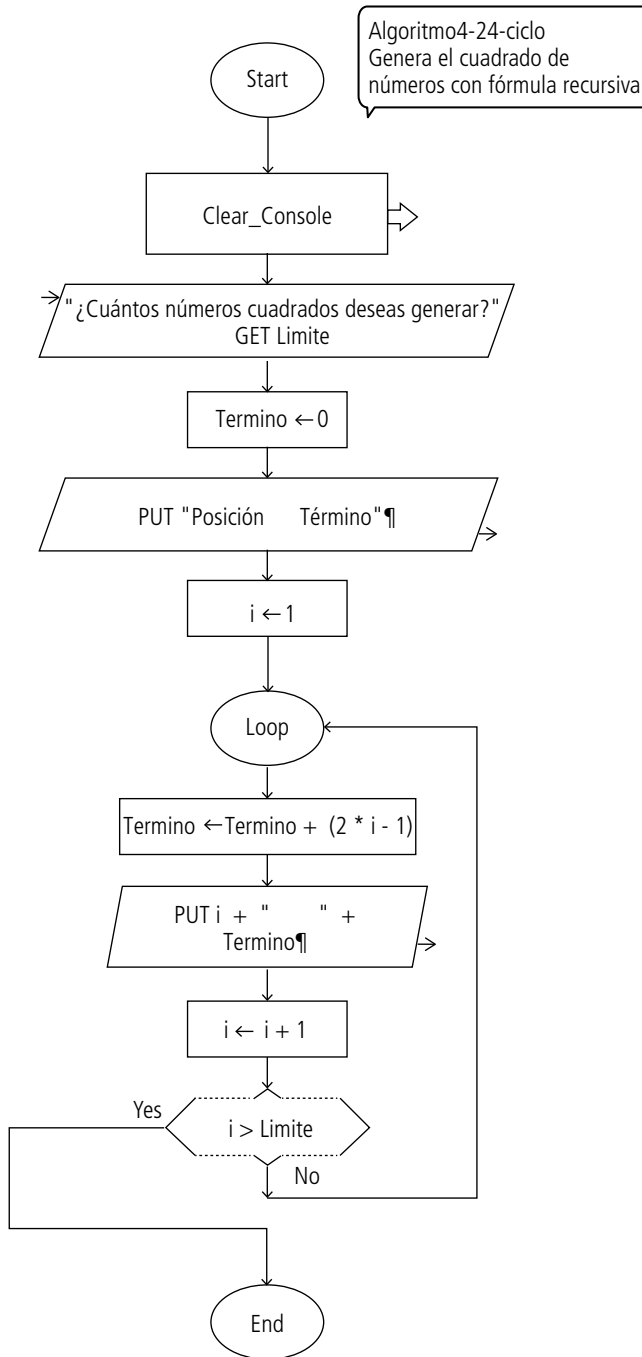 Algoritmo4-24-ciclo
Genera el cuadrado de
números con fórmula recursiva
Start
Clear_Console
"¿Cuántos números cuadrados deseas generar?"
GET Limite
Termino ←0
PUT "Posición Término"¶
i ←1
Loop
Termino ←Termino + (2 * i - 1)
PUT i + " " +
Termino¶
i ← i + 1
Yes
i > Limite
No
End